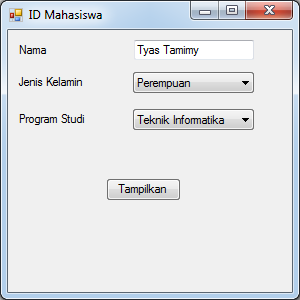 ID Mahasiswa
Nama Tyas Tamimy
Jenis Kelamin Perempuan
Program Studi Teknik Informatika
Tampilkan